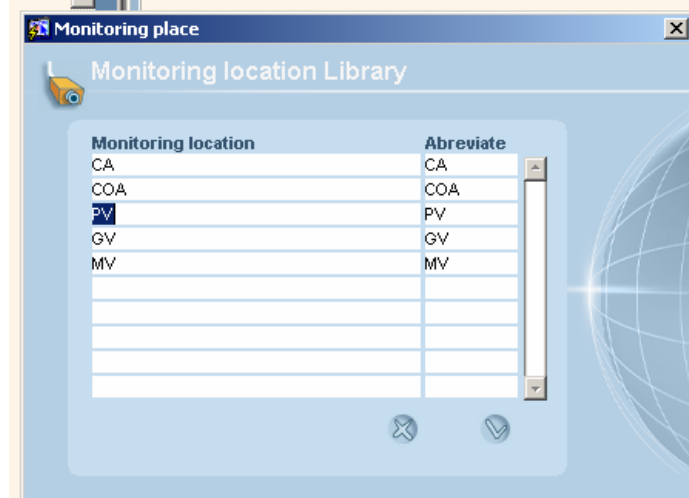 Monitoring place
Monitoring location Library
Monitoring location Abreviate
CA CA
COA COA
PV PV
GV GV
MV MV